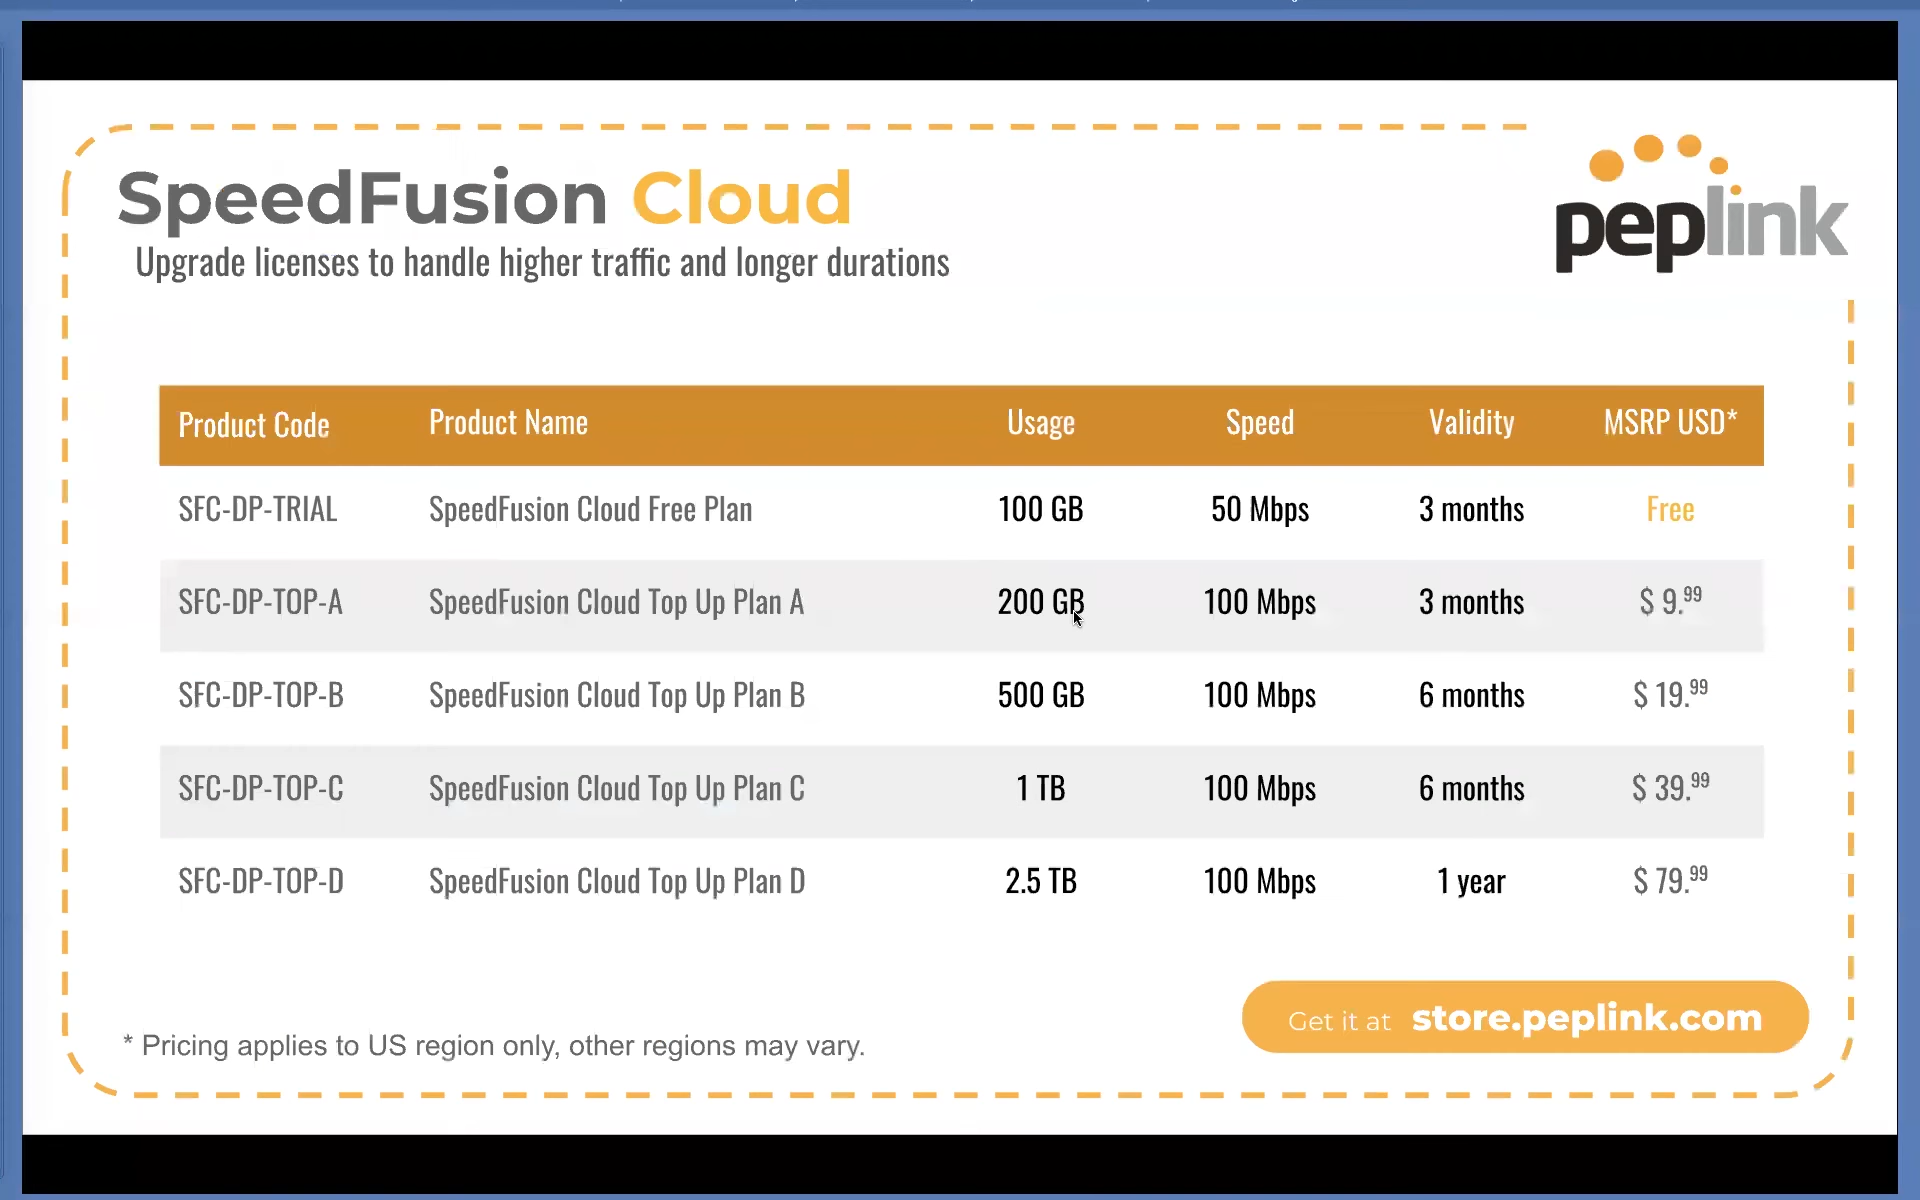 SpeedFusion Cloud
Upgrade licenses to handle higher traffic and longer durations
peplink
Product Code Product Name Usage Speed Validity MSRP USD*
SFC-DP-TRIAL SpeedFusion Cloud Free Plan 100 GB 50 Mbps 3 months Free
SFC-DP-TOP-A SpeedFusion Cloud Top Up Plan A 200 GB 100 Mbps 3 months $ 9.99
SFC-DP-TOP-B SpeedFusion Cloud Top Up Plan B 500 GB 100 Mbps 6 months $ 19.99
SFC-DP-TOP-C SpeedFusion Cloud Top Up Plan C 1 TB 100 Mbps 6 months $ 39.99
SFC-DP-TOP-D SpeedFusion Cloud Top Up Plan D 2.5 TB 100 Mbps 1 year $ 79.99
Get it at store.peplink.com
* Pricing applies to US region only, other regions may vary.